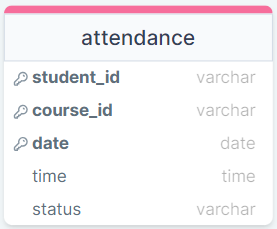 attendance
student_id varchar
course_id varchar
date date
time time
status varchar